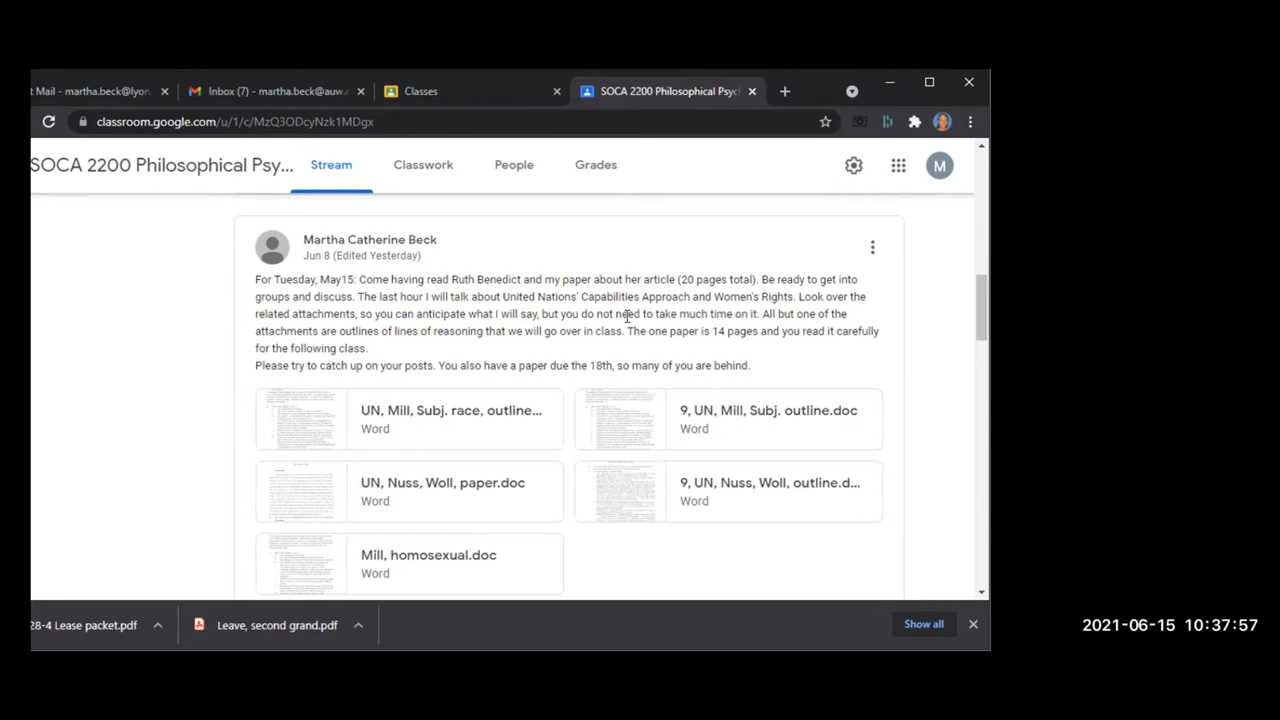 t Mail - martha.beck@lyon
Inbox (7) - martha.beck@auw.
Classes
SOCA 2200 Philosophical Psych
classroom.google.com/u/1/c/MzQ3ODcyNzk1MDgx
SOCA 2200 Philosophical Psy...
Stream
Classwork
People
Grades
M
Martha Catherine Beck
Jun 8 (Edited Yesterday)
For Tuesday, May15: Come having read Ruth Benedict and my paper about her article (20 pages total). Be ready to get into
groups and discuss. The last hour I will talk about United Nations' Capabilities Approach and Women's Rights. Look over the
related attachments, so you can anticipate what I will say, but you do not need to take much time on it. All but one of the
attachments are outlines of lines of reasoning that we will go over in class. The one paper is 14 pages and you read it carefully
for the following class.
Please try to catch up on your posts. You also have a paper due the 18th, so many of you are behind.
UN, Mill, Subj. race, outline...
Word
9, UN, Mill, Subj. outline.doc
Word
UN, Nuss, Woll, paper.doc
Word
9, UN, Nuss, Woll, outline.d...
Word
Mill, homosexual.doc
Word
28-4 Lease packet.pdf
Leave, second grand.pdf
Show all
2021-06-15 10:37:57